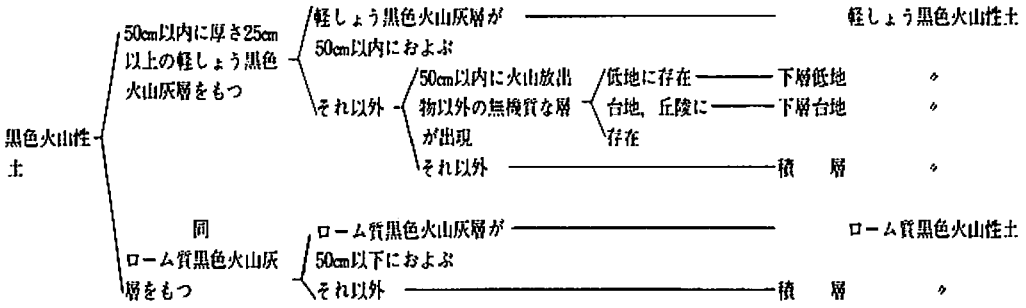 軽しょう黒色火山灰層が 軽しょう黒色火山性土
50cm以内に厚さ25cm
以上の軽しょう黒色
火山灰層をもつ
50cm以内におよぶ
それ以外
50cm以内に火山放出
物以外の無機質な層
が出現
低地に存在 下層低地 〃
台地，丘陵に 下層台地 〃
存在
それ以外 積 層 〃
黒色火山性
土
同
ローム質黒色火山灰
層をもつ
ローム質黒色火山灰層が ローム質黒色火山性土
50cm以下におよぶ
それ以外 積 層 〃